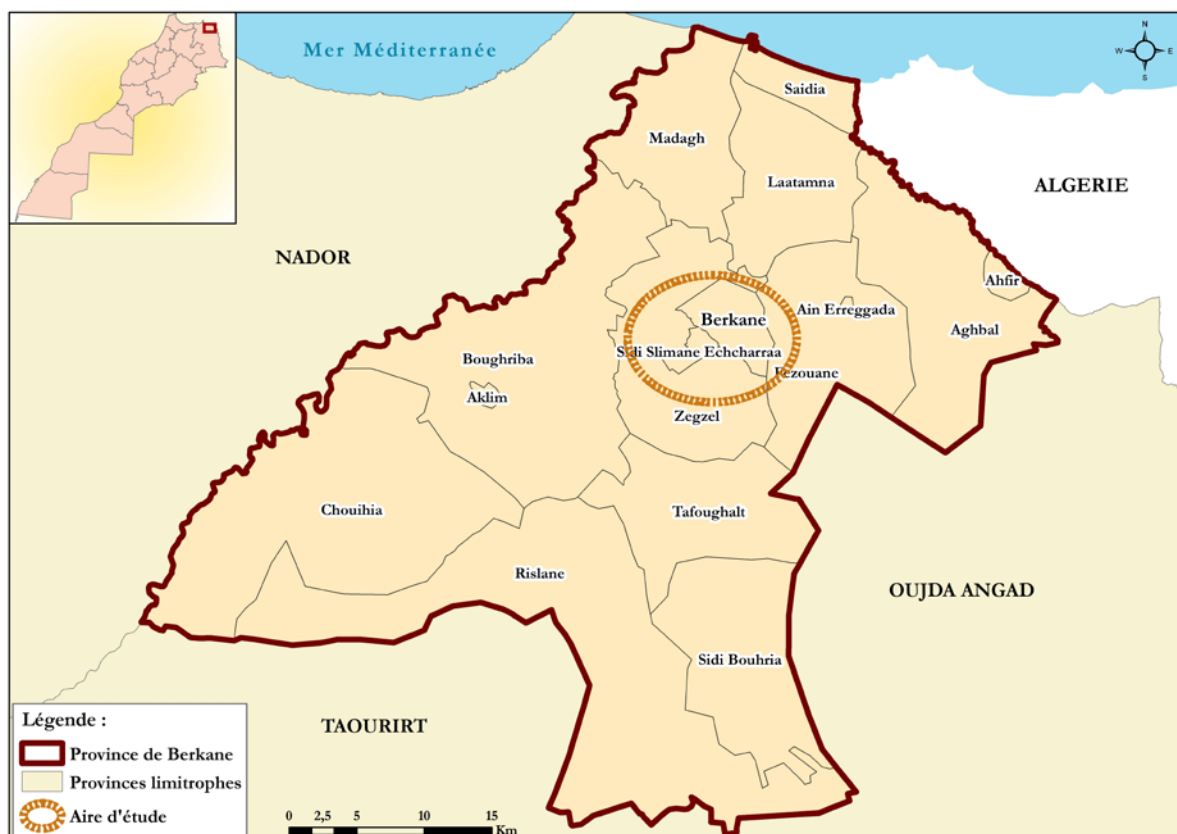 Mer Méditerranée
N
W E
S
Saidia
Madagh
Laatamna
ALGERIE
NADOR
Ahfir
Ain Erreggada
Berkane
Aghbal
Boughriba
Sidi Slimane Echcharraa
Fezouane
Aklim
Zegzel
Chouihia
Tafoughalt
Rislane
OUJDA ANGAD
Sidi Bouhria
TAOURIRT
Légende :
Province de Berkane
Provinces limitrophes
Aire d'étude
0 2,5 5 10 15
Km